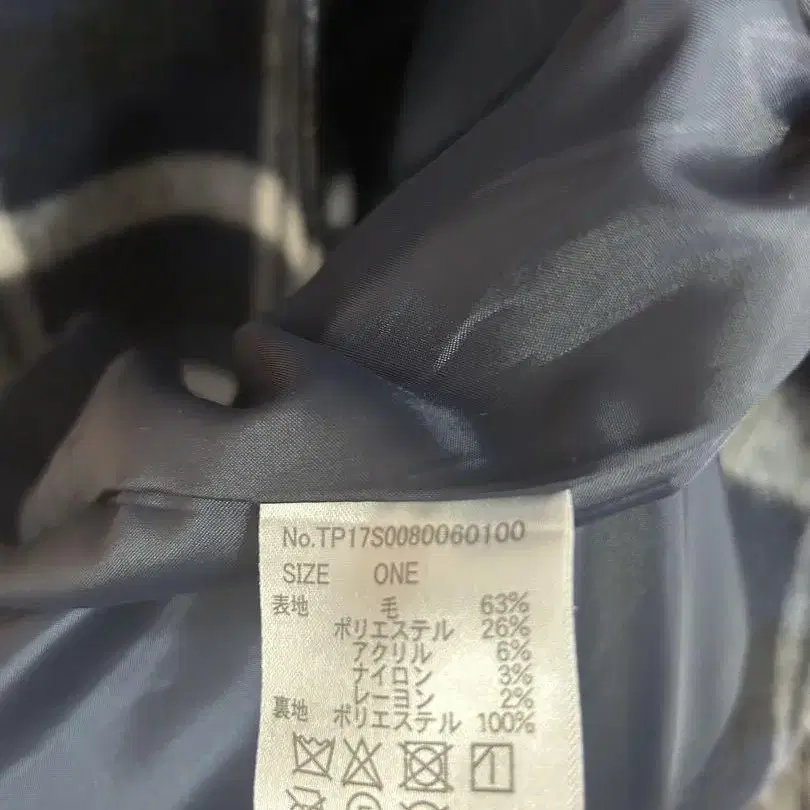 No.TP17S0080060100
SIZE ONE
表地 毛 63%
ポリエステル 26%
アクリル 6%
ナイロン 3%
レーヨン 2%
裏地 ポリエステル 100%